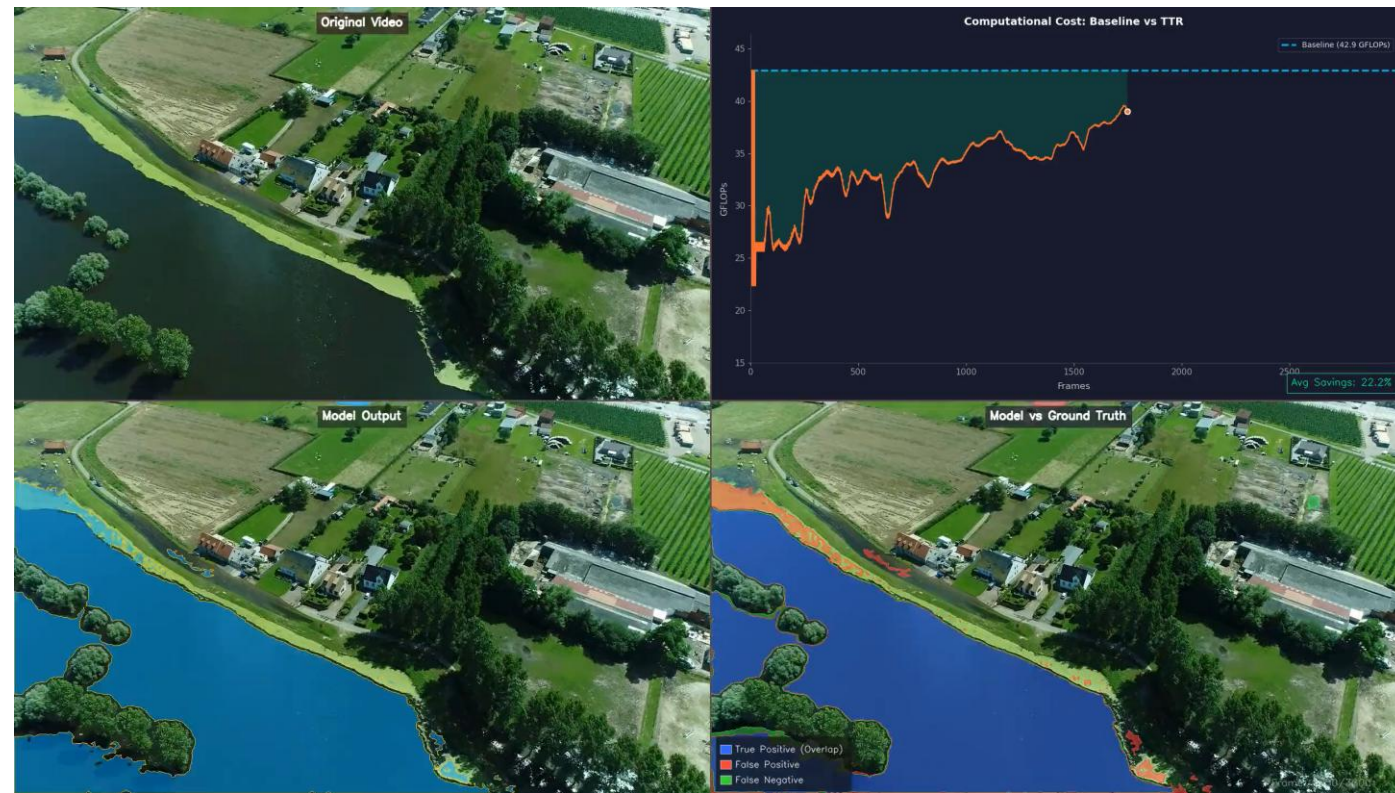 Original Video
Computational Cost: Baseline vs TTR
Baseline (42.9 GFLOPs)
45
40
35
30
25
20
15
GFLOPs
0
500
1000
1500
2000
2500
Frames
Avg Savings: 22.2%
Model Output
Model vs Ground Truth
True Positive (Overlap)
False Positive
False Negative